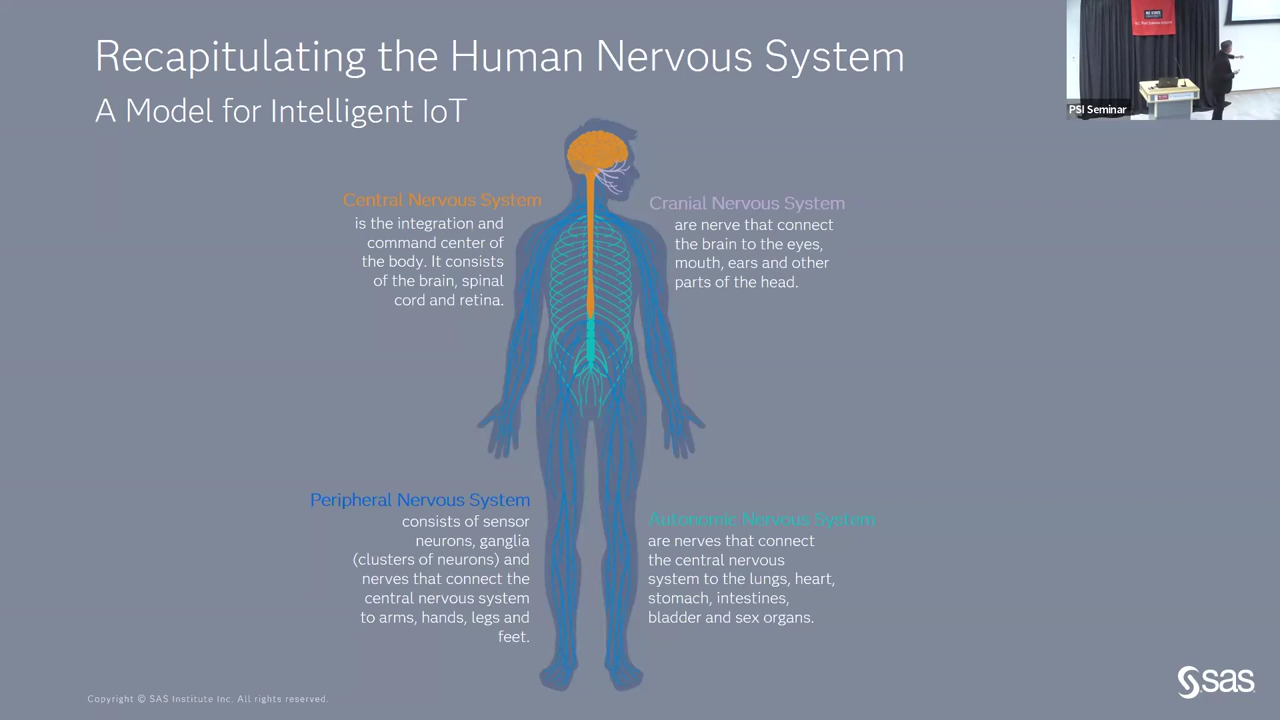 Recapitulating the Human Nervous System
A Model for Intelligent IoT
PSI Seminar
Central Nervous System
is the integration and
command center of
the body. It consists
of the brain, spinal
cord and retina.
Cranial Nervous System
are nerve that connect
the brain to the eyes,
mouth, ears and other
parts of the head.
Peripheral Nervous System
consists of sensor
neurons, ganglia
(clusters of neurons) and
nerves that connect the
central nervous system
to arms, hands, legs and
feet.
Autonomic Nervous System
are nerves that connect
the central nervous
system to the lungs, heart,
stomach, intestines,
bladder and sex organs.
Copyright © SAS Institute Inc. All rights reserved.
sas